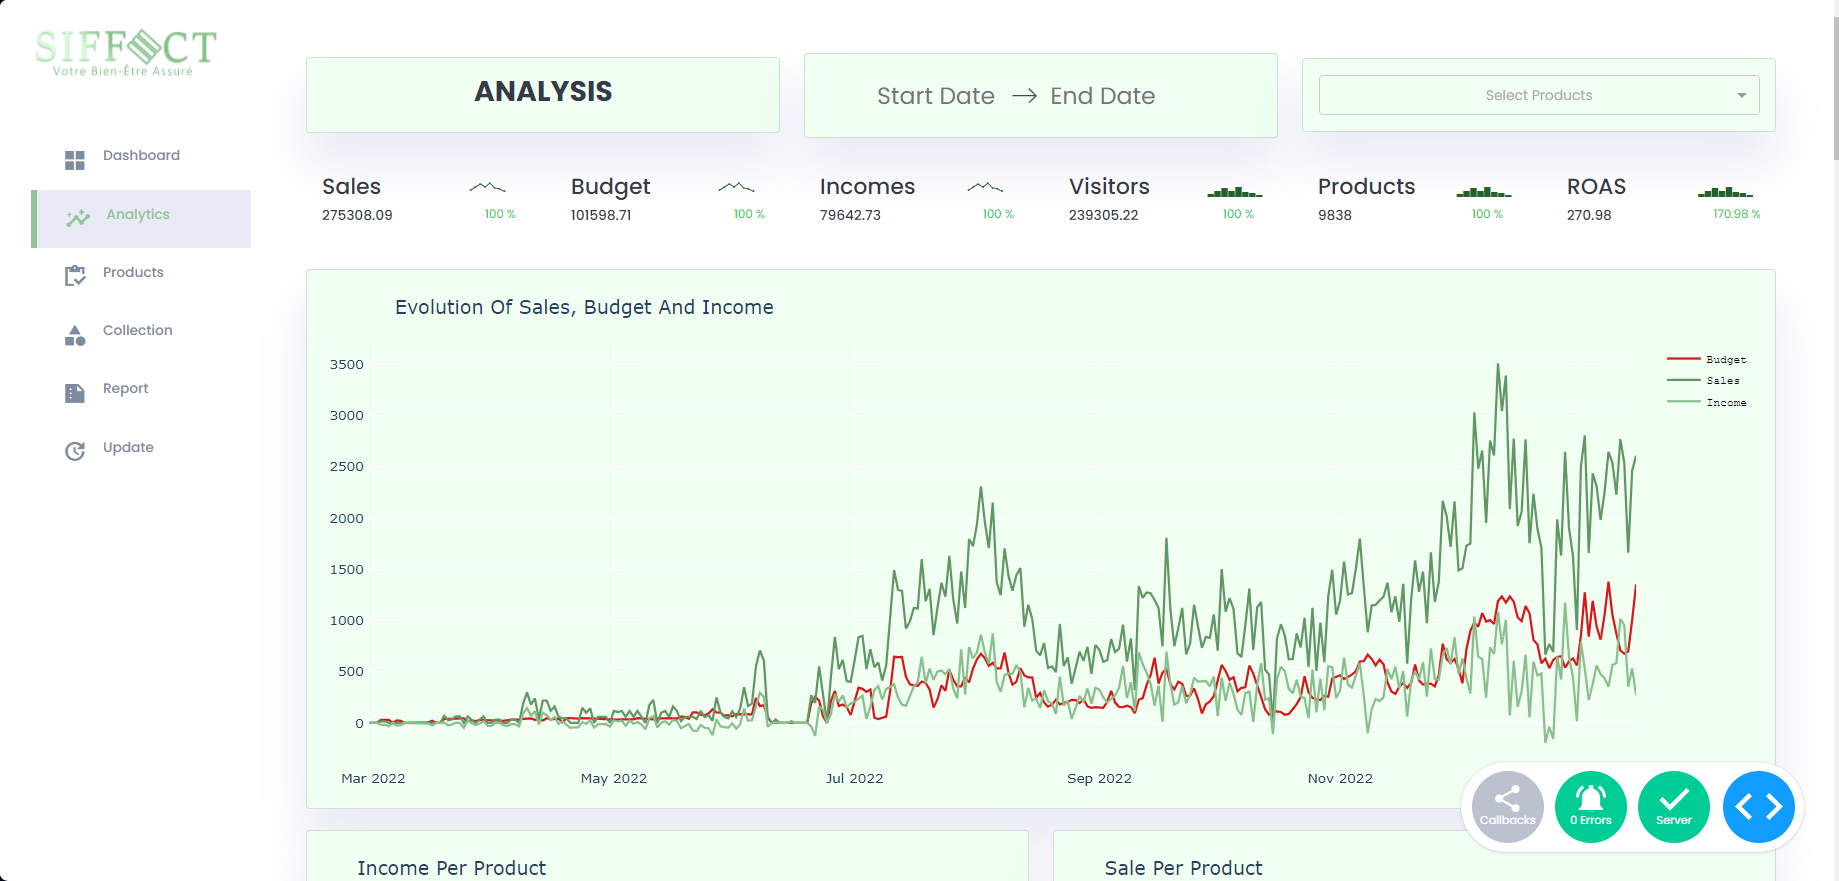 SIFFACT
Votre Bien-Être Assuré
Dashboard
Analytics
Products
Collection
Report
Update
ANALYSIS
Start Date → End Date
Select Products
Sales
275308.09
100 %
Budget
101598.71
100 %
Incomes
79642.73
100 %
Visitors
239305.22
100 %
Products
9838
100 %
ROAS
270.98
170.98 %
Evolution Of Sales, Budget And Income
3500
3000
2500
2000
1500
1000
500
0
Mar 2022
May 2022
Jul 2022
Sep 2022
Nov 2022
Budget
Sales
Income
Callbacks
0 Errors
Server
Income Per Product
Sale Per Product